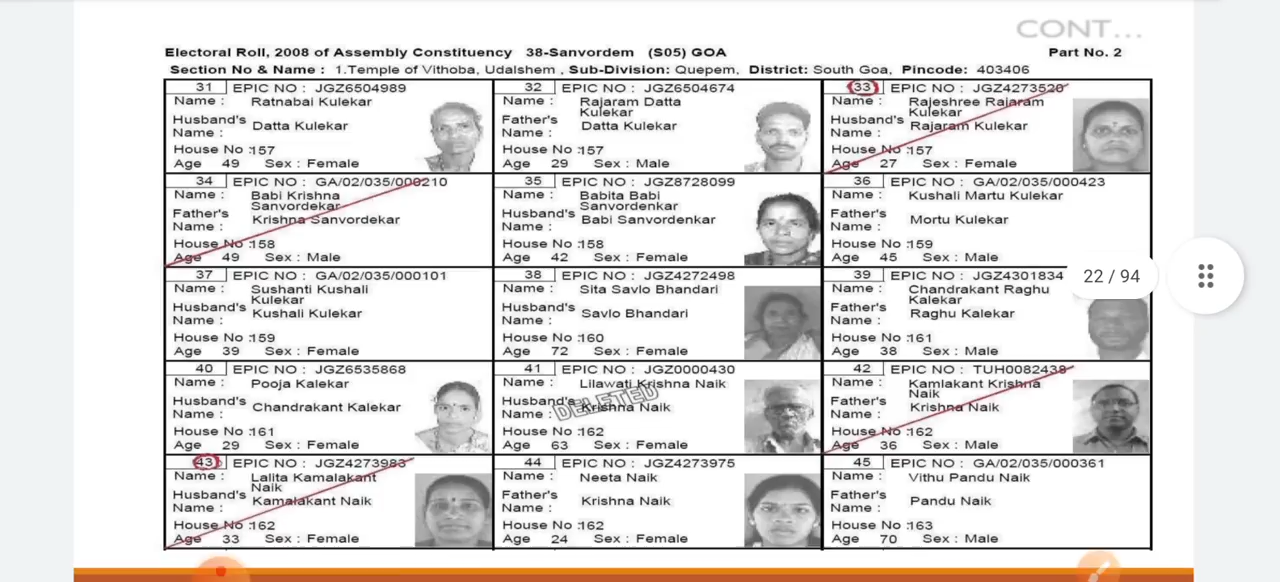 CONT...
Electoral Roll, 2008 of Assembly Constituency 38-Sanvordem (S05) GOA Part No. 2
Section No & Name : 1.Temple of Vithoba, Udalshem , Sub-Division: Quepem, District: South Goa, Pincode: 403406
31 EPIC NO : JGZ6504989
Name : Ratnabai Kulekar
Husband's Name : Datta Kulekar
House No :157
Age 49 Sex : Female
32 EPIC NO : JGZ6504674
Name : Rajaram Datta
Kulekar
Father's Name : Datta Kulekar
House No :157
Age 29 Sex : Male
33 EPIC NO : JGZ4273520
Name : Rajeshree Rajaram
Kulekar
Husband's Name : Rajaram Kulekar
House No :157
Age 27 Sex : Female
34 EPIC NO : GA/02/035/000210
Name : Babi Krishna
Sanvordekar
Father's Name : Krishna Sanvordekar
House No :158
Age 49 Sex : Male
35 EPIC NO : JGZ8728099
Name : Babita Babi
Sanvordenkar
Husband's Name : Babi Sanvordenkar
House No :158
Age 42 Sex : Female
36 EPIC NO : GA/02/035/000423
Name : Kushali Martu Kulekar
Father's Name : Mortu Kulekar
House No :159
Age 45 Sex : Male
37 EPIC NO : GA/02/035/000101
Name : Sushanti Kushali
Kulekar
Husband's Name : Kushali Kulekar
House No :159
Age 39 Sex : Female
38 EPIC NO : JGZ4272498
Name : Sita Savlo Bhandari
Husband's Name : Savlo Bhandari
House No :160
Age 72 Sex : Female
39 EPIC NO : JGZ4301834
Name : Chandrakant Raghu
Kalekar
Father's Name : Raghu Kalekar
House No :161
Age 38 Sex : Male
22 / 94
40 EPIC NO : JGZ6535868
Name : Pooja Kalekar
Husband's Name : Chandrakant Kalekar
House No :161
Age 29 Sex : Female
41 EPIC NO : JGZ0000430
Name : Lilawati Krishna Naik
Husband's Name : Krishna Naik
DELETED
House No :162
Age 63 Sex : Female
42 EPIC NO : TUH0082438
Name : Kamlakant Krishna
Naik
Father's Name : Krishna Naik
House No :162
Age 36 Sex : Male
43 EPIC NO : JGZ4273983
Name : Lalita Kamalakant
Naik
Husband's Name : Kamalakant Naik
House No :162
Age 33 Sex : Female
44 EPIC NO : JGZ4273975
Name : Neeta Naik
Father's Name : Krishna Naik
House No :162
Age 24 Sex : Female
45 EPIC NO : GA/02/035/000361
Name : Vithu Pandu Naik
Father's Name : Pandu Naik
House No :163
Age 70 Sex : Male